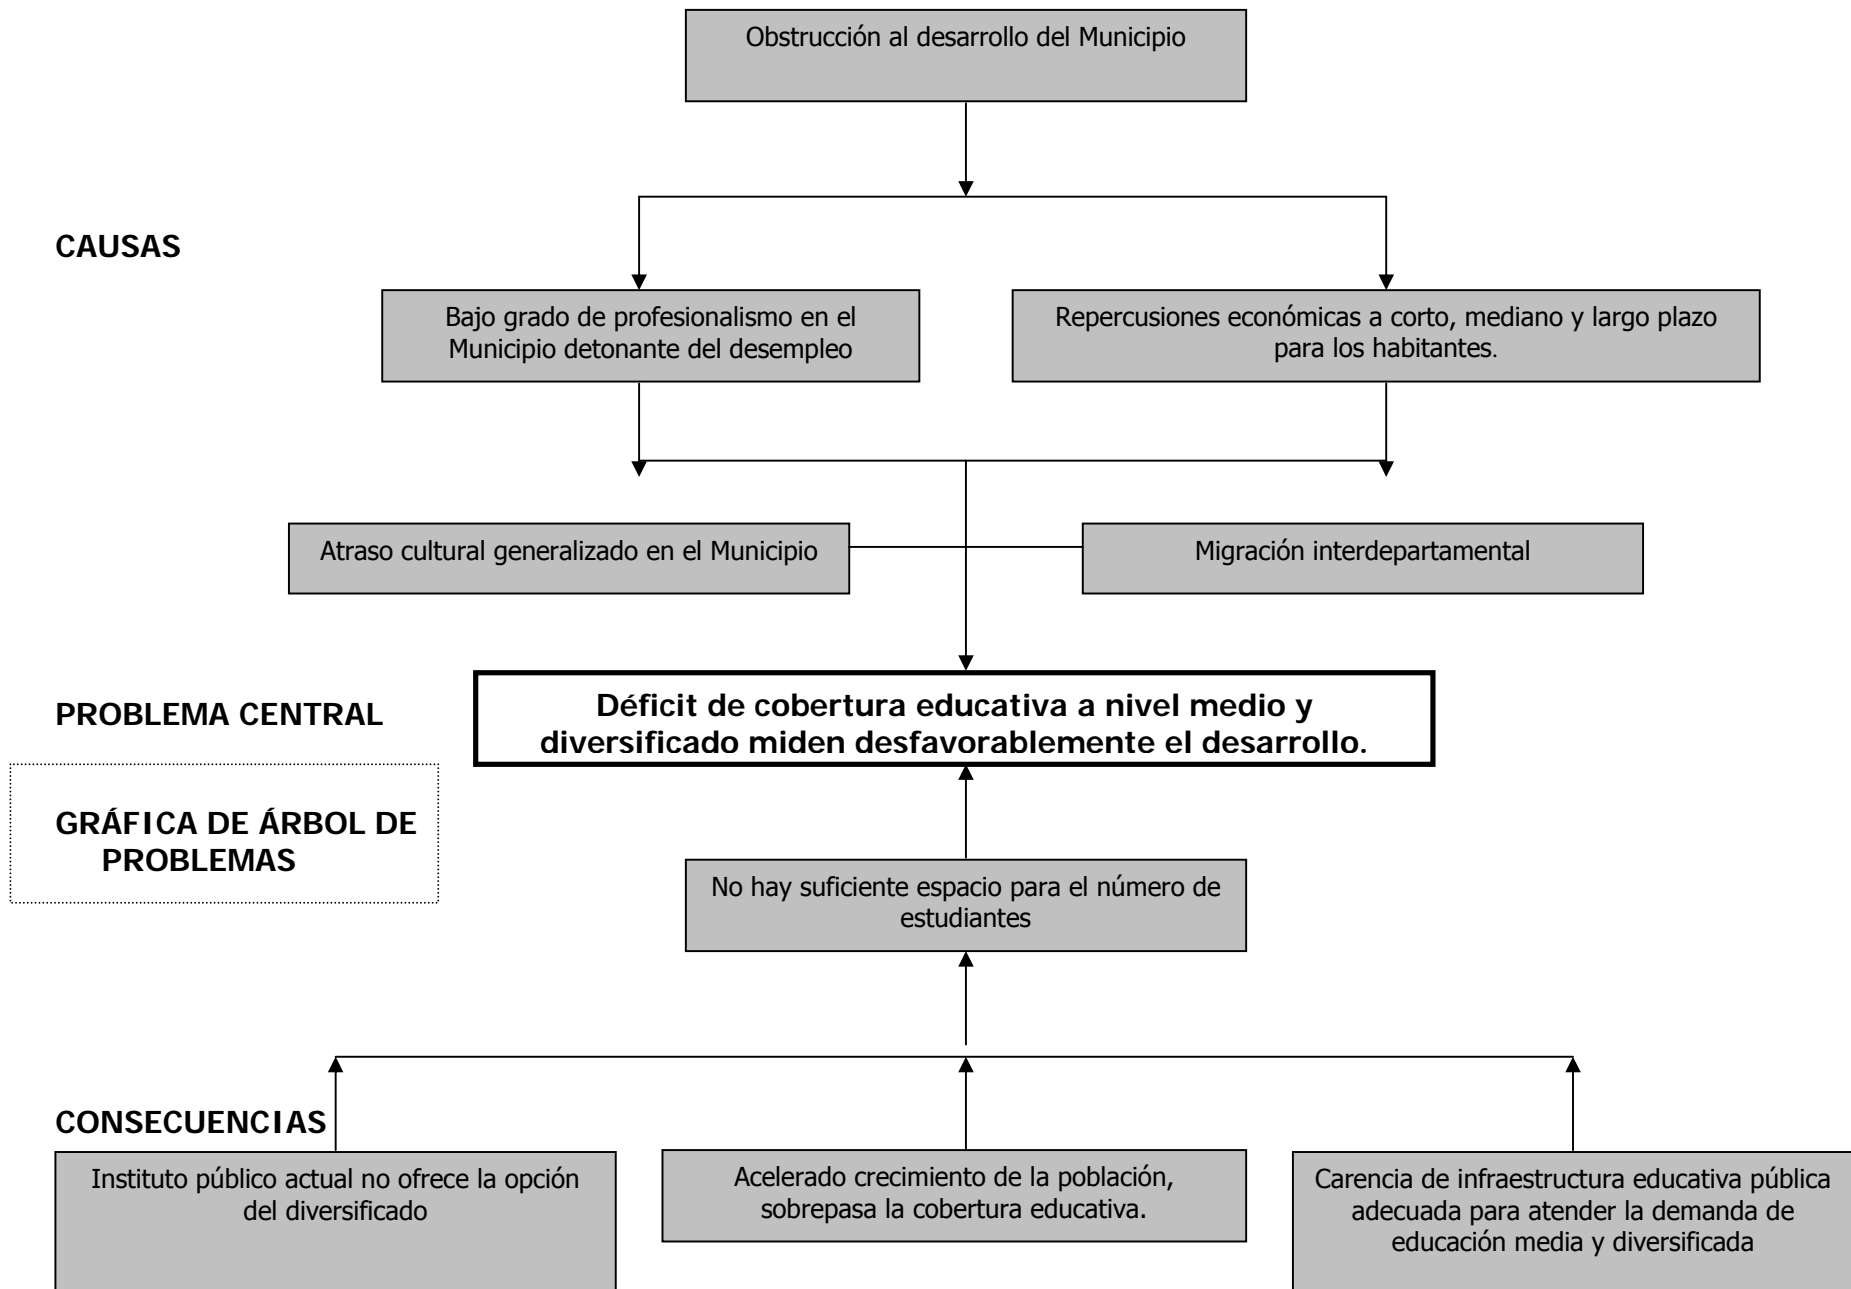 Obstrucción al desarrollo del Municipio
CAUSAS
Bajo grado de profesionalismo en el
Municipio detonante del desempleo
Repercusiones económicas a corto, mediano y largo plazo
para los habitantes.
Atraso cultural generalizado en el Municipio
Migración interdepartamental
PROBLEMA CENTRAL
Déficit de cobertura educativa a nivel medio y
diversificado miden desfavorablemente el desarrollo.
GRÁFICA DE ÁRBOL DE
PROBLEMAS
No hay suficiente espacio para el número de
estudiantes
CONSECUENCIAS
Instituto público actual no ofrece la opción
del diversificado
Acelerado crecimiento de la población,
sobrepasa la cobertura educativa.
Carencia de infraestructura educativa pública
adecuada para atender la demanda de
educación media y diversificada